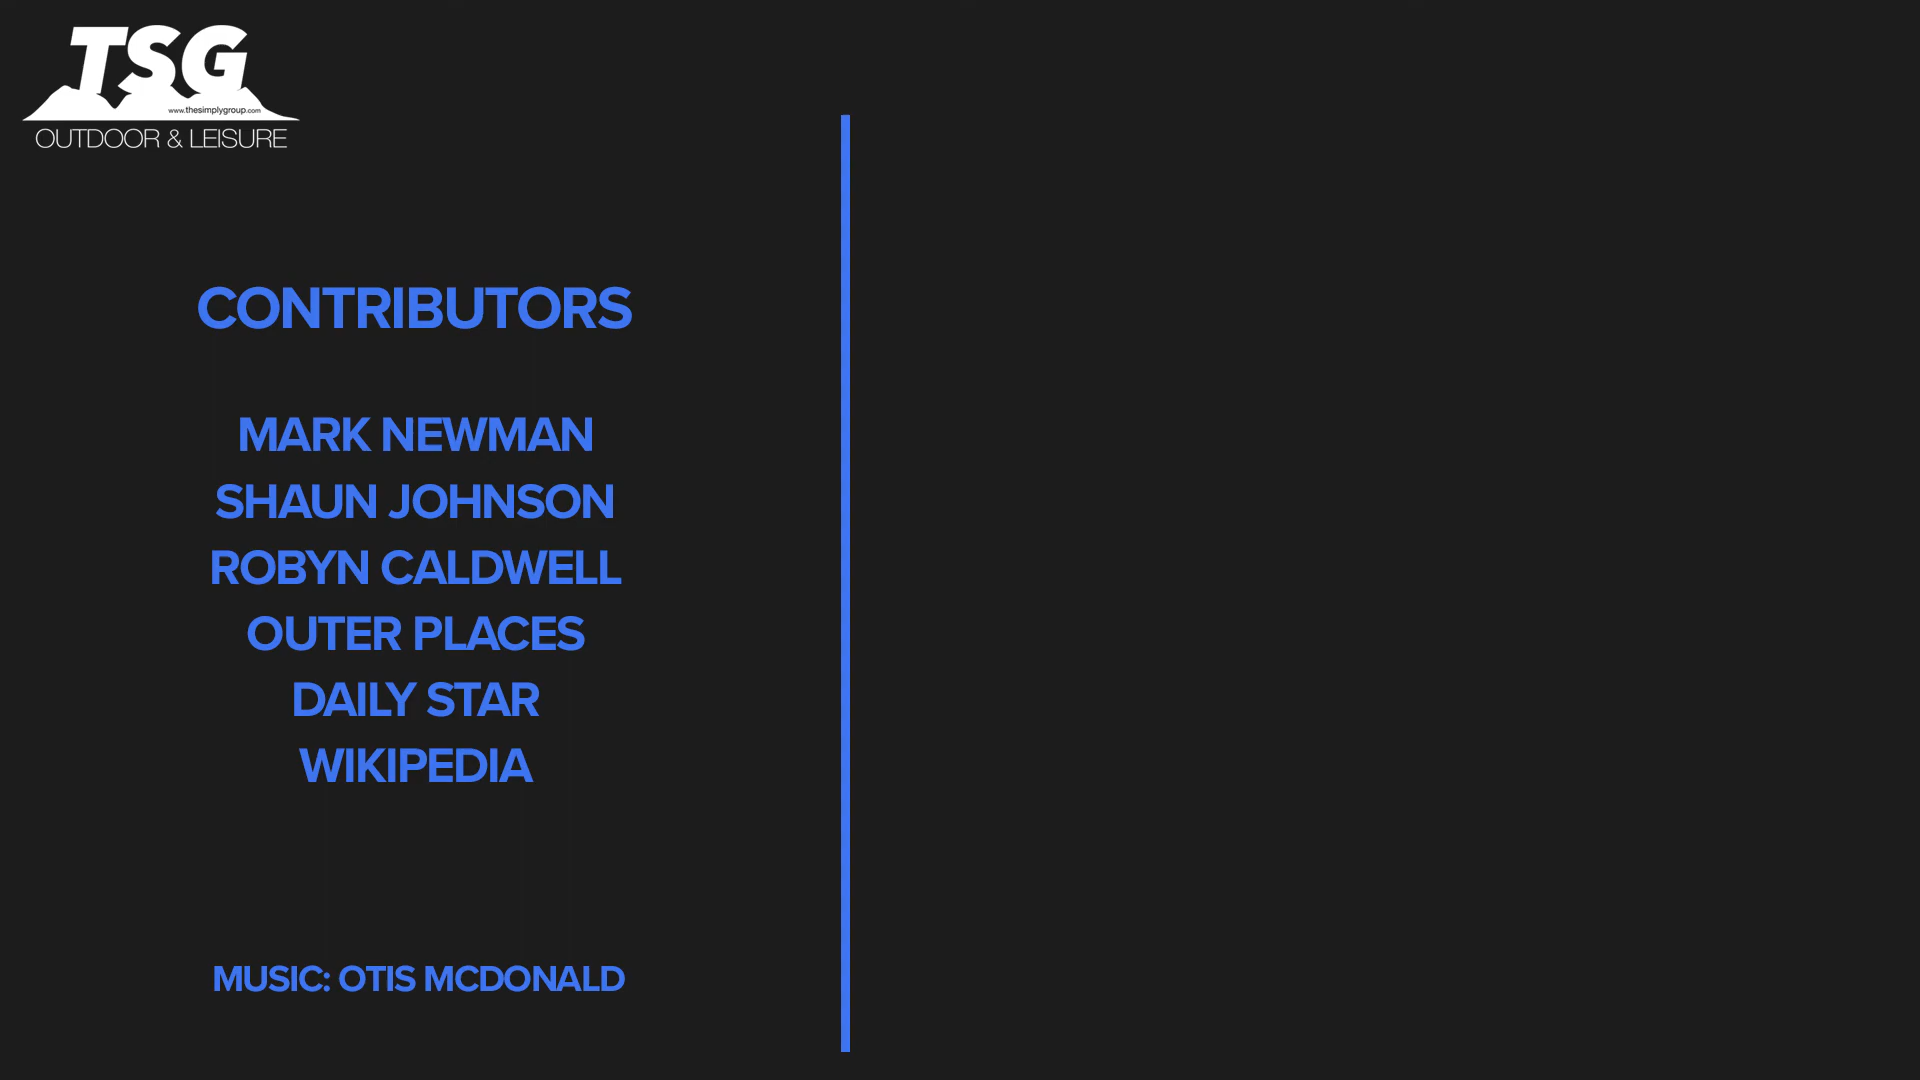 TSG
www.thesimplygroup.com
OUTDOOR & LEISURE
CONTRIBUTORS
MARK NEWMAN
SHAUN JOHNSON
ROBYN CALDWELL
OUTER PLACES
DAILY STAR
WIKIPEDIA
MUSIC: OTIS MCDONALD